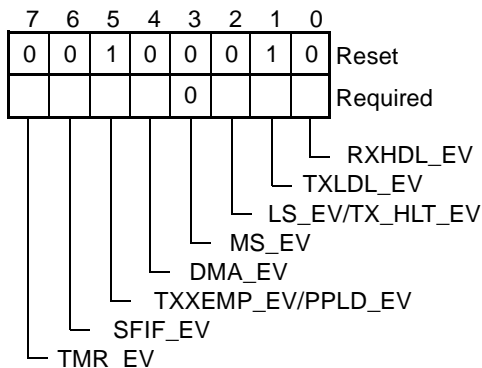 7 6 5 4 3 2 1 0
0 0 1 0 0 0 1 0 Reset
0 Required
RXHDL_EV
TXLDL_EV
LS_EV/TX_HLT_EV
MS_EV
DMA_EV
TXXEMP_EV/PPLD_EV
SFIF_EV
TMR_EV